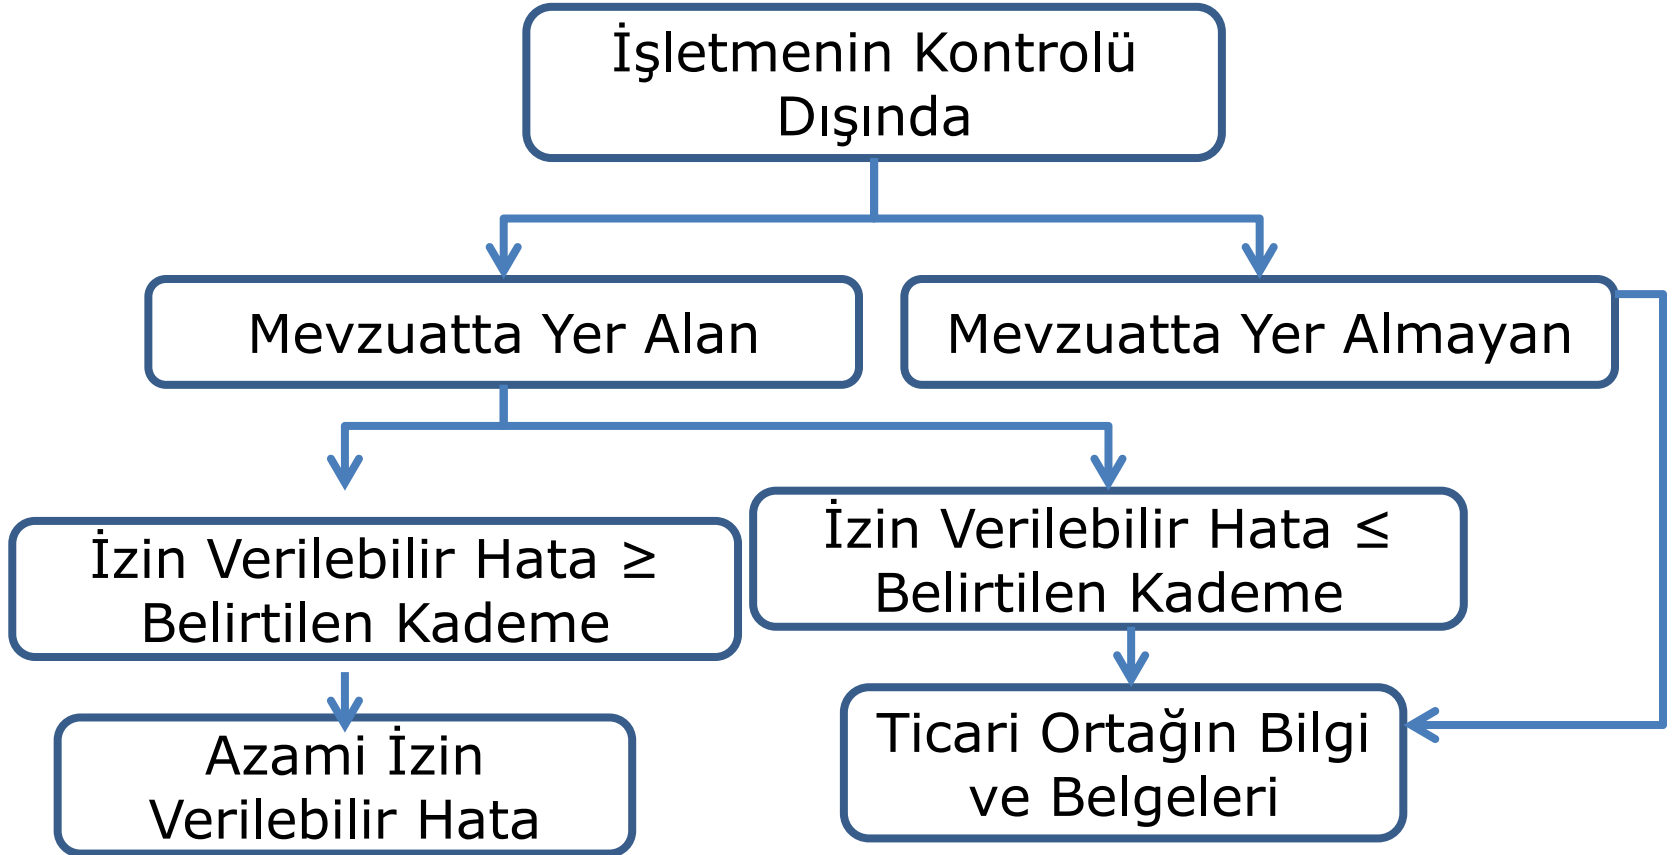 İşletmenin Kontrolü
Dışında
Mevzuatta Yer Alan
Mevzuatta Yer Almayan
İzin Verilebilir Hata ≥
Belirtilen Kademe
İzin Verilebilir Hata ≤
Belirtilen Kademe
Azami İzin
Verilebilir Hata
Ticari Ortağın Bilgi
ve Belgeleri